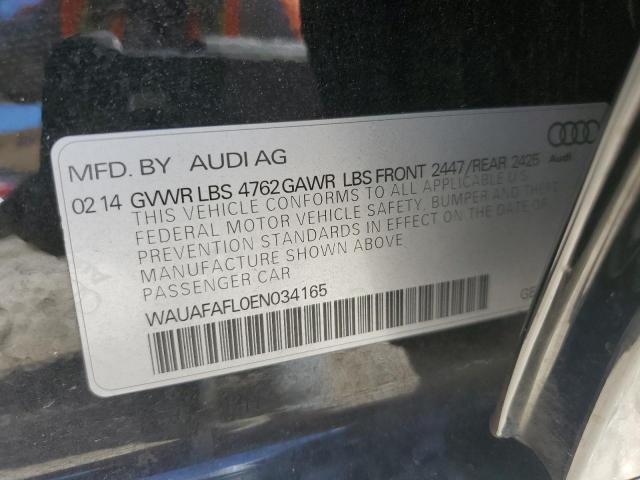 MFD. BY AUDI AG
Audi
02 14 GVWR LBS 4762 GAWR LBS FRONT 2447/REAR 2425
THIS VEHICLE CONFORMS TO ALL APPLICABLE U.S.
FEDERAL MOTOR VEHICLE SAFETY, BUMPER AND THEFT
PREVENTION STANDARDS IN EFFECT ON THE DATE OF
MANUFACTURE SHOWN ABOVE
PASSENGER CAR
WAUAFAFL0EN034165